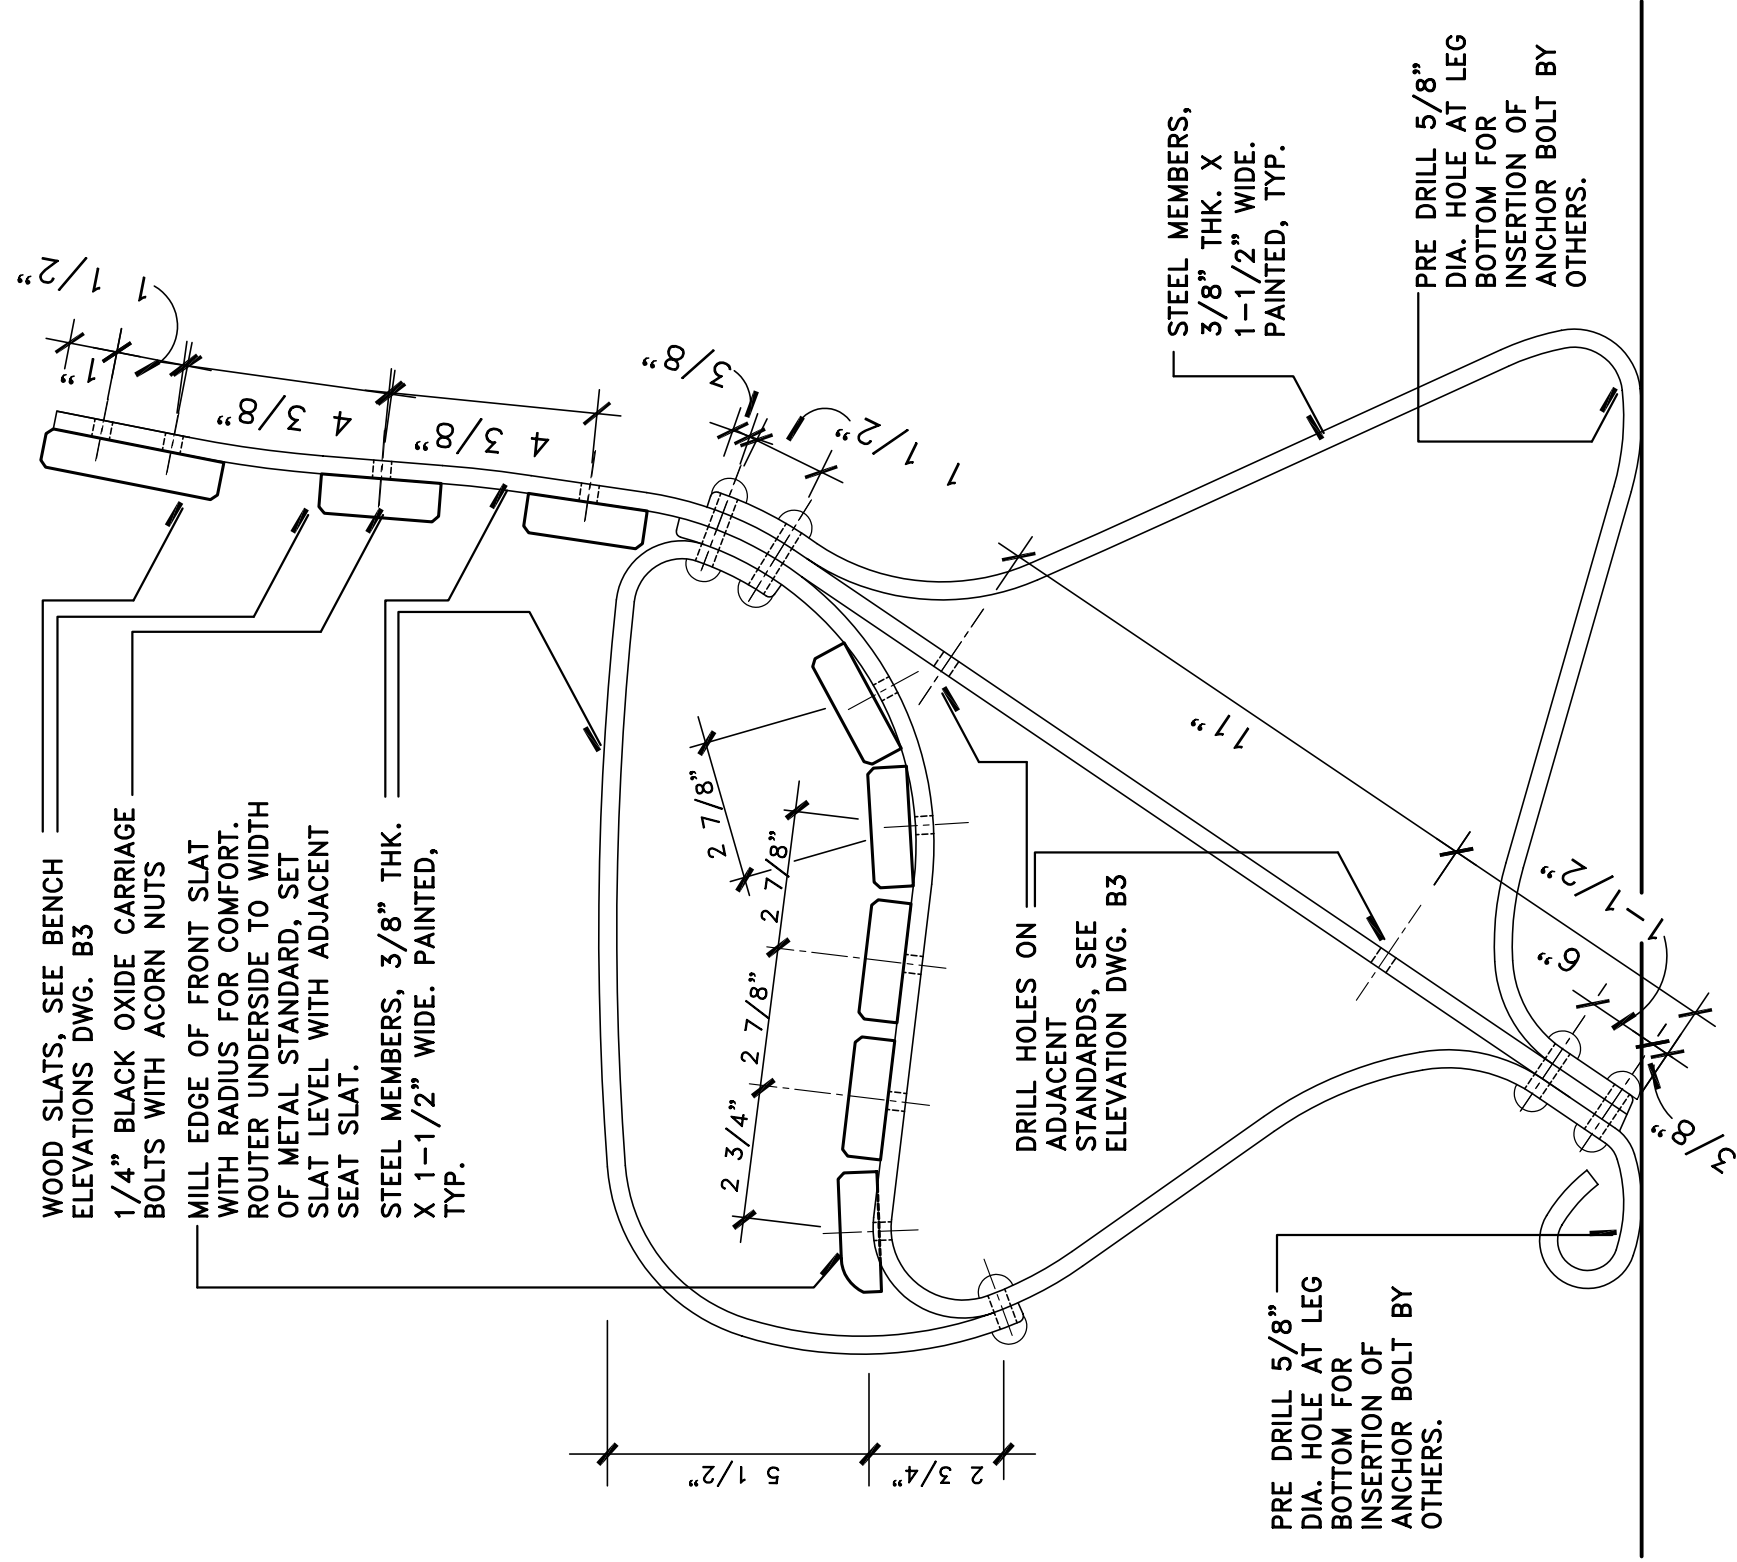 WOOD SLATS, SEE BENCH
ELEVATIONS DWG. B3
1/4" BLACK OXIDE CARRIAGE
BOLTS WITH ACORN NUTS
MILL EDGE OF FRONT SLAT
WITH RADIUS FOR COMFORT.
ROUTER UNDERSIDE TO WIDTH
OF METAL STANDARD, SET
SLAT LEVEL WITH ADJACENT
SEAT SLAT.
STEEL MEMBERS, 3/8" THK.
X 1-1/2" WIDE. PAINTED,
TYP.
1 1/2"
1"
4 3/8"
4 3/8"
3/8"
1 1/2"
STEEL MEMBERS,
3/8" THK. X
1-1/2" WIDE.
PAINTED, TYP.
PRE DRILL 5/8"
DIA. HOLE AT LEG
BOTTOM FOR
INSERTION OF
ANCHOR BOLT BY
OTHERS.
2 7/8"
2 7/8"
2 7/8"
2 3/4"
5 1/2"
2 3/4"
DRILL HOLES ON
ADJACENT
STANDARDS, SEE
ELEVATION DWG. B3
11"
6"
1-1/2"
3/8"
PRE DRILL 5/8"
DIA. HOLE AT LEG
BOTTOM FOR
INSERTION OF
ANCHOR BOLT BY
OTHERS.